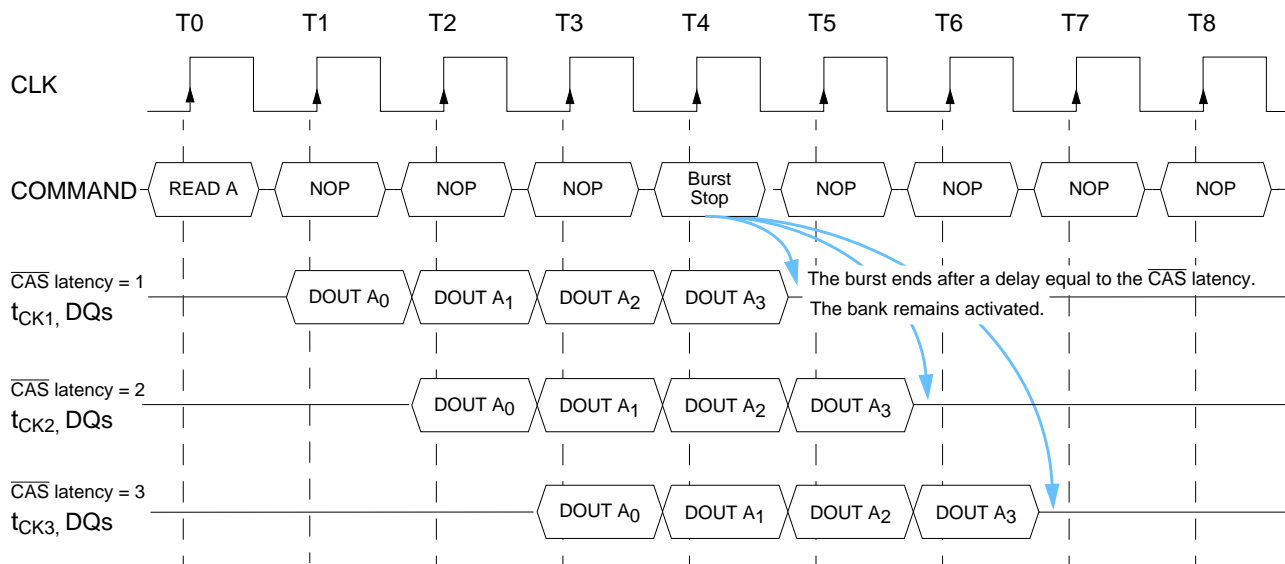 T0 T1 T2 T3 T4 T5 T6 T7 T8
CLK
COMMAND READ A NOP NOP NOP Burst Stop NOP NOP NOP NOP
CAS latency = 1
tCK1, DQs DOUT A0 DOUT A1 DOUT A2 DOUT A3
The burst ends after a delay equal to the CAS latency.
The bank remains activated.
CAS latency = 2
tCK2, DQs DOUT A0 DOUT A1 DOUT A2 DOUT A3
CAS latency = 3
tCK3, DQs DOUT A0 DOUT A1 DOUT A2 DOUT A3